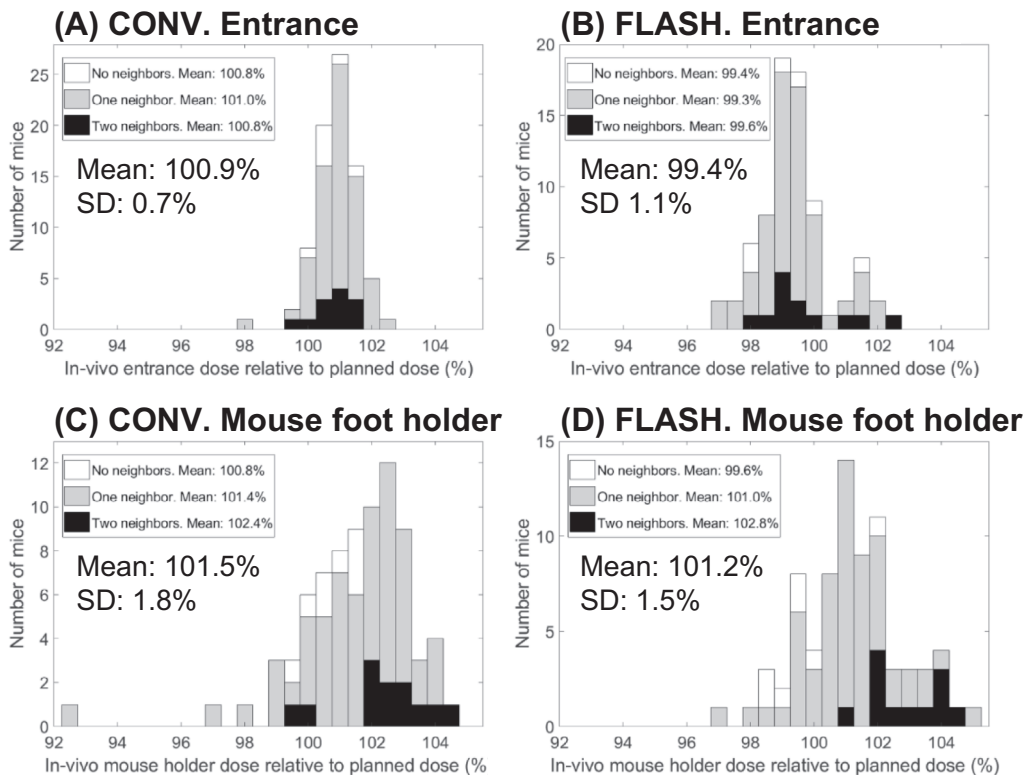 (A) CONV. Entrance
25
20
15
10
5
0
Number of mice
No neighbors. Mean: 100.8%
One neighbor. Mean: 101.0%
Two neighbors. Mean: 100.8%
Mean: 100.9%
SD: 0.7%
92 94 96 98 100 102 104
In-vivo entrance dose relative to planned dose (%)
(B) FLASH. Entrance
20
15
10
5
0
Number of mice
No neighbors. Mean: 99.4%
One neighbor. Mean: 99.3%
Two neighbors. Mean: 99.6%
Mean: 99.4%
SD 1.1%
92 94 96 98 100 102 104
In-vivo entrance dose relative to planned dose (%)
(C) CONV. Mouse foot holder
12
10
8
6
4
2
0
Number of mice
No neighbors. Mean: 100.8%
One neighbor. Mean: 101.4%
Two neighbors. Mean: 102.4%
Mean: 101.5%
SD: 1.8%
92 94 96 98 100 102 104
In-vivo mouse holder dose relative to planned dose (%
(D) FLASH. Mouse foot holder
15
10
5
0
Number of mice
No neighbors. Mean: 99.6%
One neighbor. Mean: 101.0%
Two neighbors. Mean: 102.8%
Mean: 101.2%
SD: 1.5%
92 94 96 98 100 102 104
In-vivo mouse holder dose relative to planned dose (%)